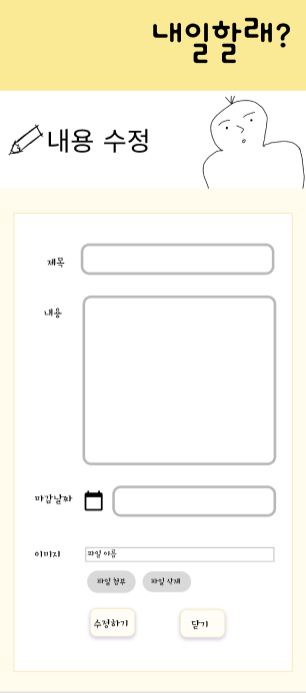 내일할래?
내용 수정
제목
내용
마감날짜
이미지
파일 이름
파일 첨부 파일 삭제
수정하기 닫기